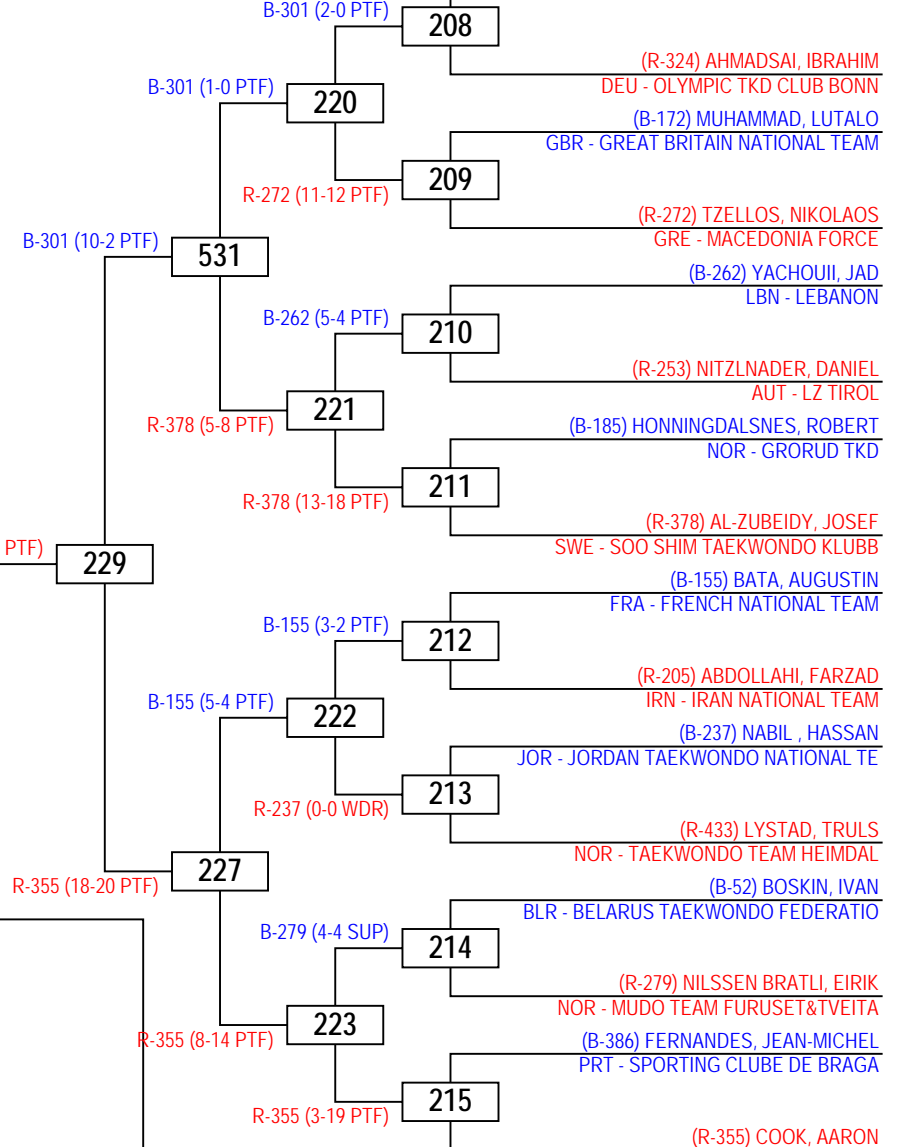 B-301 (2-0 PTF)
208
(R-324) AHMADSAI, IBRAHIM
DEU - OLYMPIC TKD CLUB BONN
B-301 (1-0 PTF)
220
(B-172) MUHAMMAD, LUTALO
GBR - GREAT BRITAIN NATIONAL TEAM
209
R-272 (11-12 PTF)
(R-272) TZELLOS, NIKOLAOS
GRE - MACEDONIA FORCE
B-301 (10-2 PTF)
531
(B-262) YACHOUII, JAD
LBN - LEBANON
B-262 (5-4 PTF)
210
(R-253) NITZLNADER, DANIEL
AUT - LZ TIROL
221
R-378 (5-8 PTF)
(B-185) HONNINGDALSNES, ROBERT
NOR - GRORUD TKD
211
R-378 (13-18 PTF)
(R-378) AL-ZUBEIDY, JOSEF
SWE - SOO SHIM TAEKWONDO KLUBB
PTF)
229
(B-155) BATA, AUGUSTIN
FRA - FRENCH NATIONAL TEAM
B-155 (3-2 PTF)
212
(R-205) ABDOLLAHI, FARZAD
IRN - IRAN NATIONAL TEAM
B-155 (5-4 PTF)
222
(B-237) NABIL , HASSAN
JOR - JORDAN TAEKWONDO NATIONAL TE
213
R-237 (0-0 WDR)
(R-433) LYSTAD, TRULS
NOR - TAEKWONDO TEAM HEIMDAL
227
R-355 (18-20 PTF)
(B-52) BOSKIN, IVAN
BLR - BELARUS TAEKWONDO FEDERATIO
B-279 (4-4 SUP)
214
(R-279) NILSSEN BRATLI, EIRIK
NOR - MUDO TEAM FURUSET&TVEITA
223
R-355 (8-14 PTF)
(B-386) FERNANDES, JEAN-MICHEL
PRT - SPORTING CLUBE DE BRAGA
215
R-355 (3-19 PTF)
(R-355) COOK, AARON